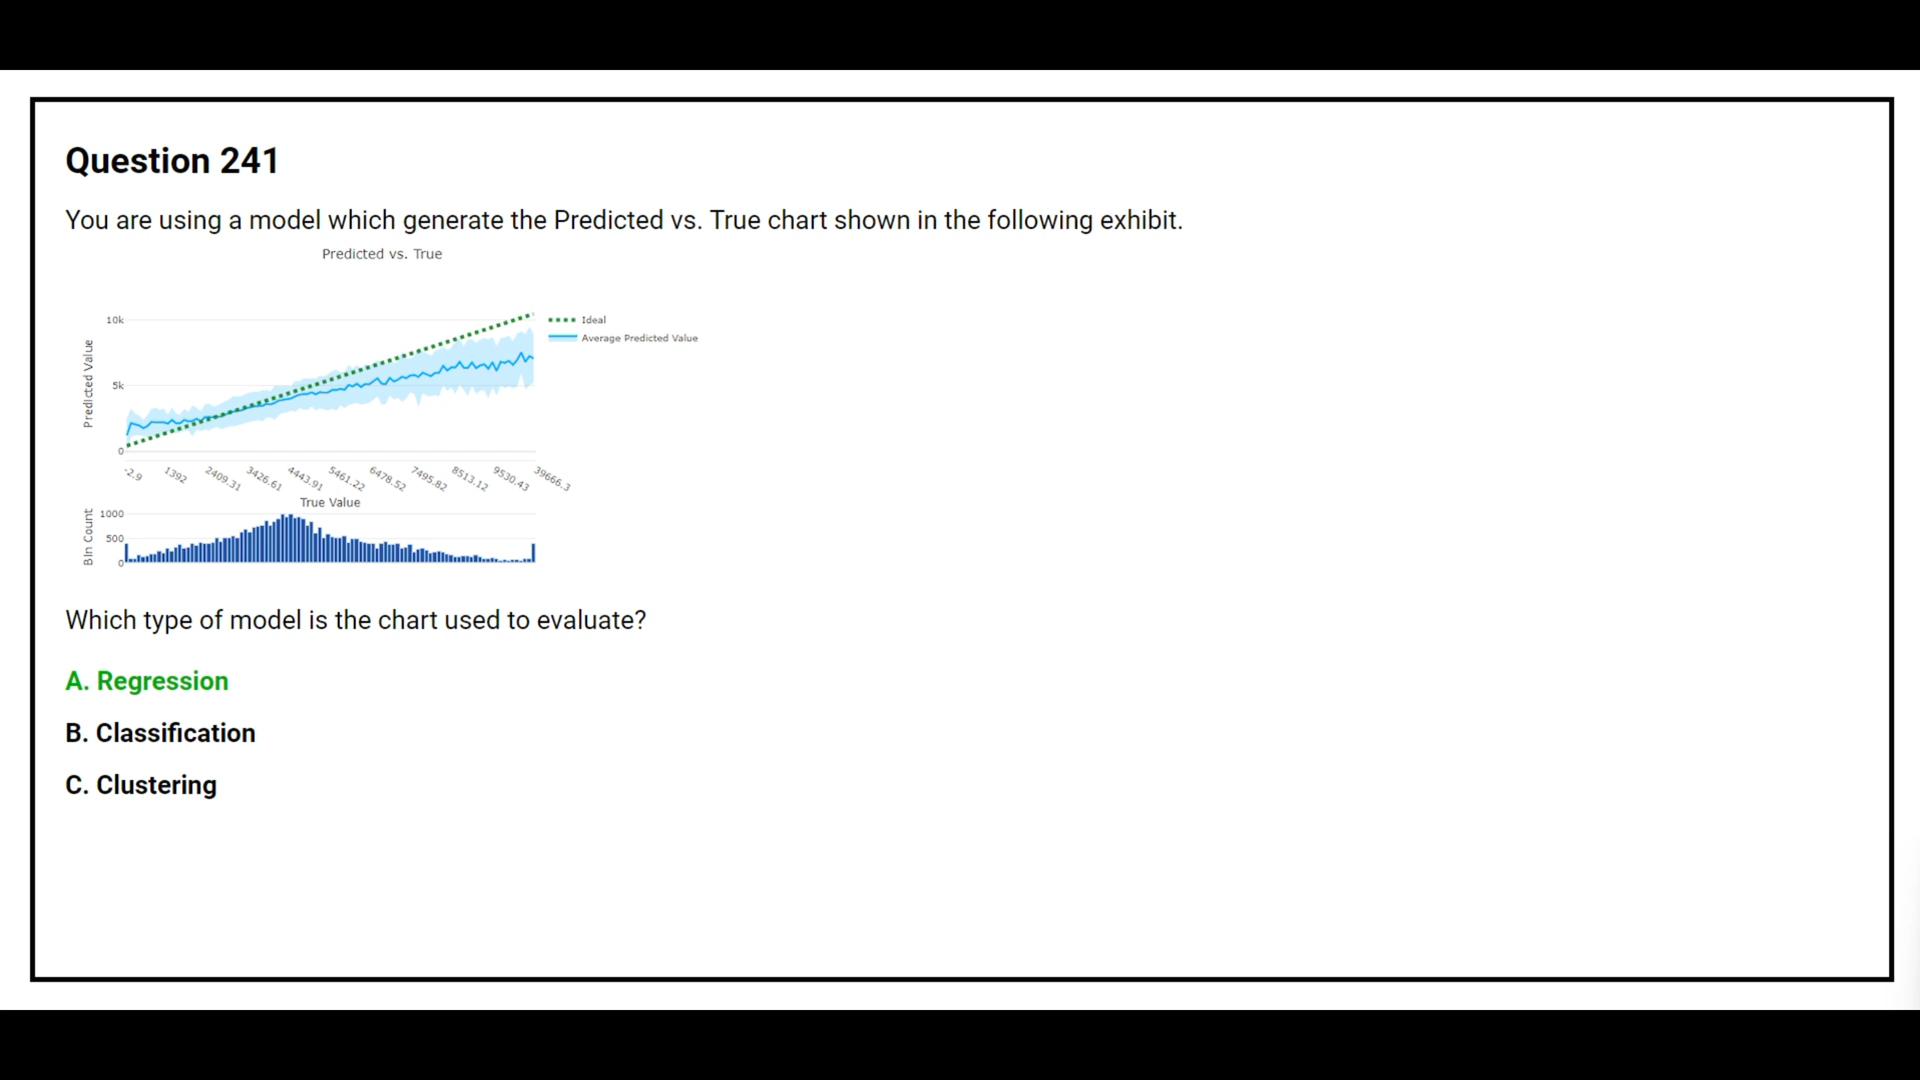 Question 241
You are using a model which generate the Predicted vs. True chart shown in the following exhibit.
Predicted vs. True
10k
5k
0
Predicted Value
Ideal
Average Predicted Value
-2.9 1392 2409.31 3426.61 4443.91 5461.22 6478.52 7495.82 8513.12 9530.43 39666.3
True Value
1000
500
0
Bin Count
Which type of model is the chart used to evaluate?
A. Regression
B. Classification
C. Clustering